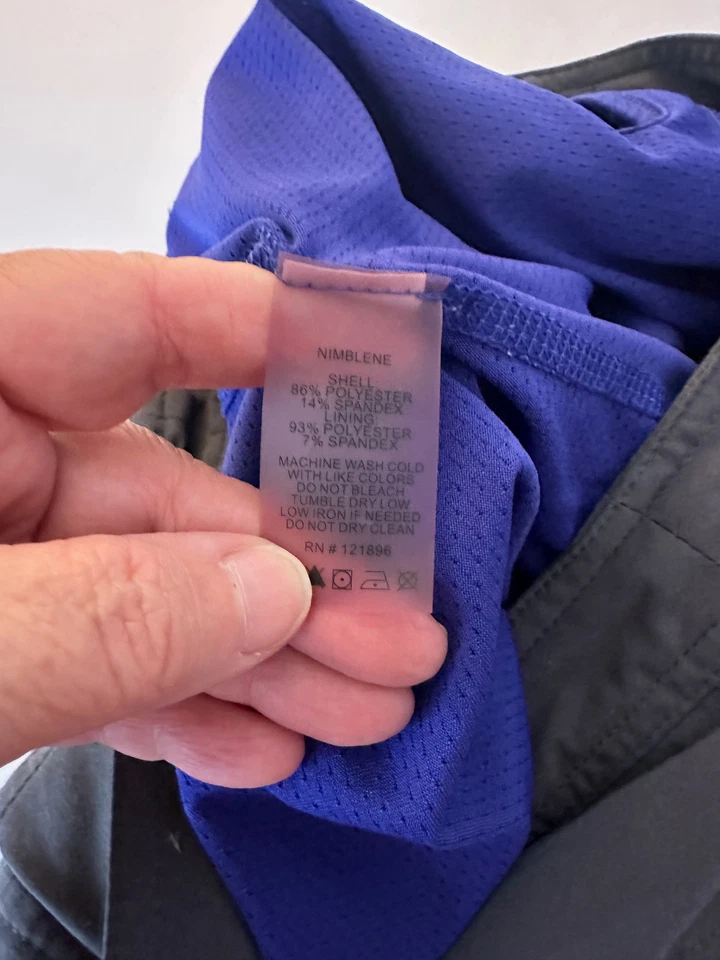 NIMBLENE
SHELL
86% POLYESTER
14% SPANDEX
LINING
93% POLYESTER
7% SPANDEX
MACHINE WASH COLD
WITH LIKE COLORS
DO NOT BLEACH
TUMBLE DRY LOW
LOW IRON IF NEEDED
DO NOT DRY CLEAN
RN # 121896